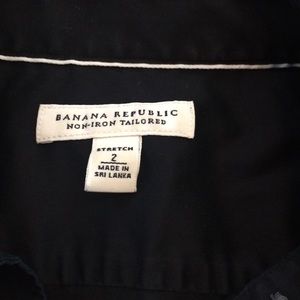 BANANA REPUBLIC
NON-IRON TAILORED
STRETCH
2
MADE IN
SRI LANKA